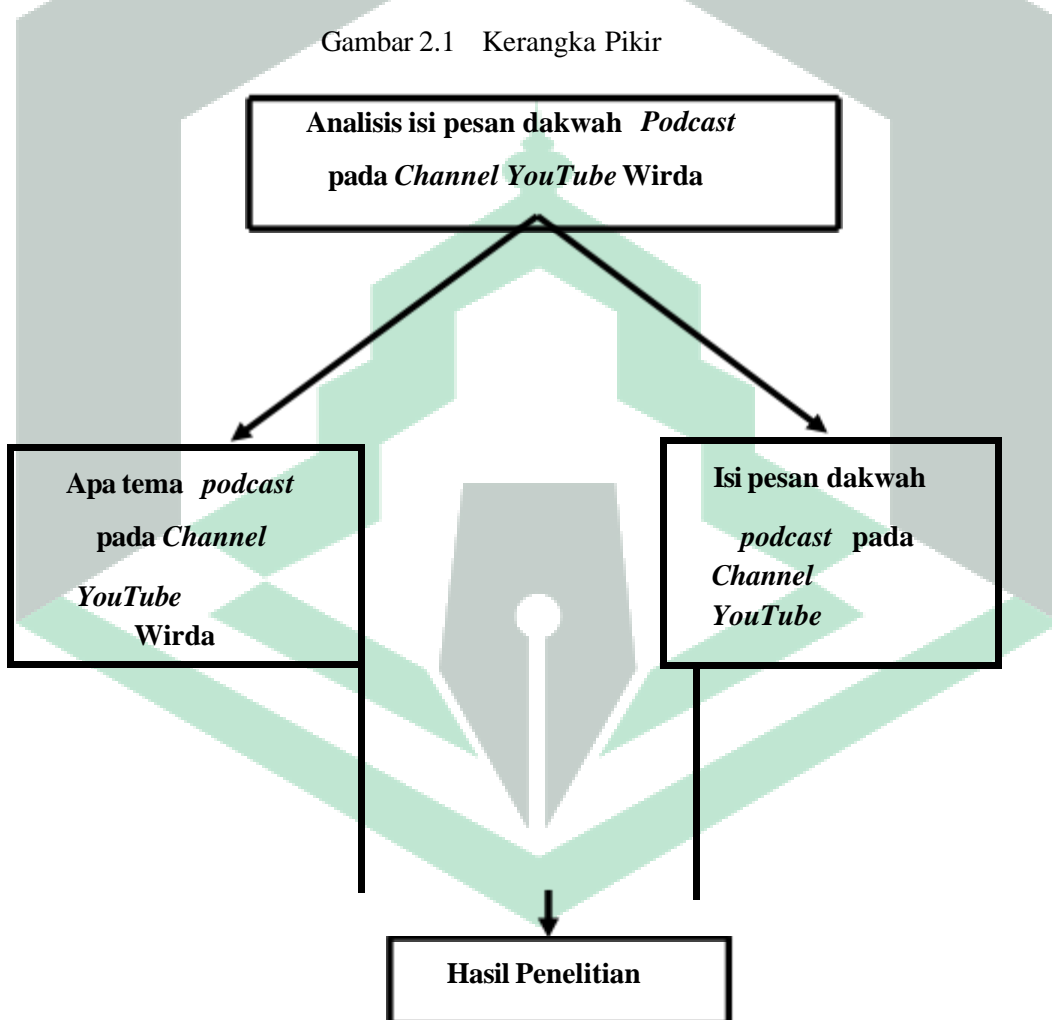 Gambar 2.1 Kerangka Pikir
Analisis isi pesan dakwah Podcast
pada Channel YouTube Wirda
Apa tema podcast
pada Channel
YouTube
Wirda
Isi pesan dakwah
podcast pada
Channel
YouTube
Hasil Penelitian